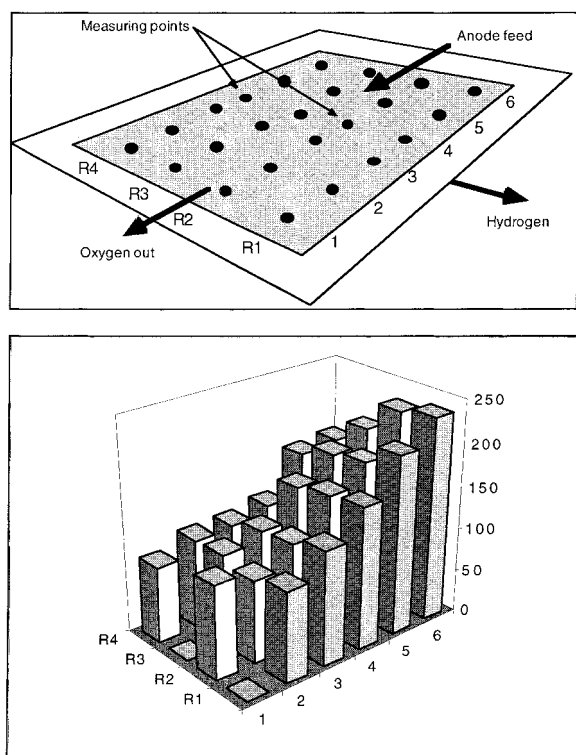 Measuring points
Anode feed
R4
R3
R2
R1
1
2
3
4
5
6
Oxygen out
Hydrogen
250
200
150
100
50
0
R4
R3
R2
R1
1
2
3
4
5
6